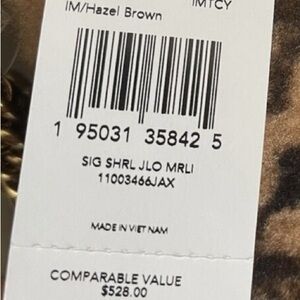 IMTCY
IM/Hazel Brown
1 95031 35842 5
SIG SHRL JLO MRLI
11003466JAX
MADE IN VIET NAM
COMPARABLE VALUE
$528.00